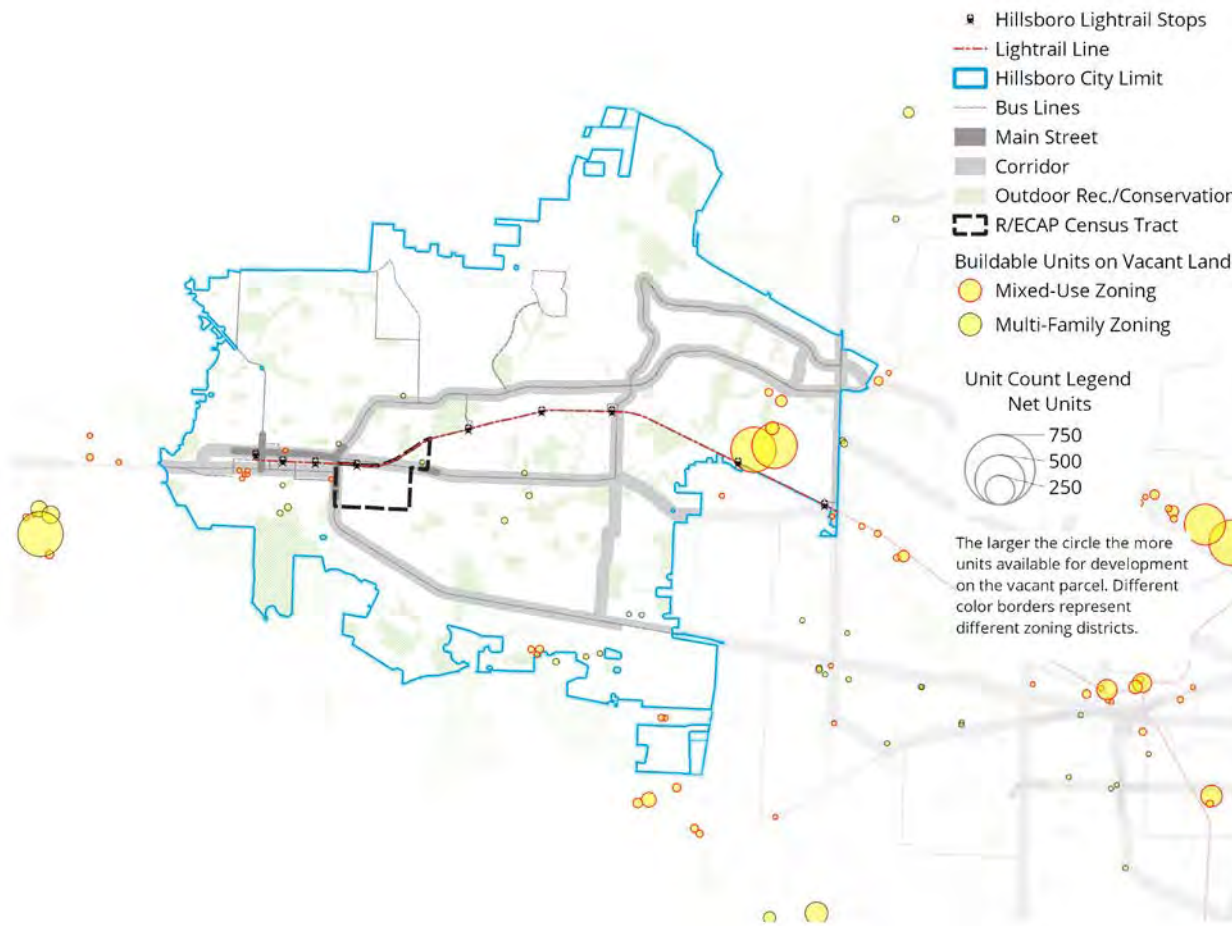 Hillsboro Lightrail Stops
Lightrail Line
Hillsboro City Limit
Bus Lines
Main Street
Corridor
Outdoor Rec./Conservation
R/ECAP Census Tract
Buildable Units on Vacant Land
Mixed-Use Zoning
Multi-Family Zoning
Unit Count Legend
Net Units
750
500
250
The larger the circle the more
units available for development
on the vacant parcel. Different
color borders represent
different zoning districts.